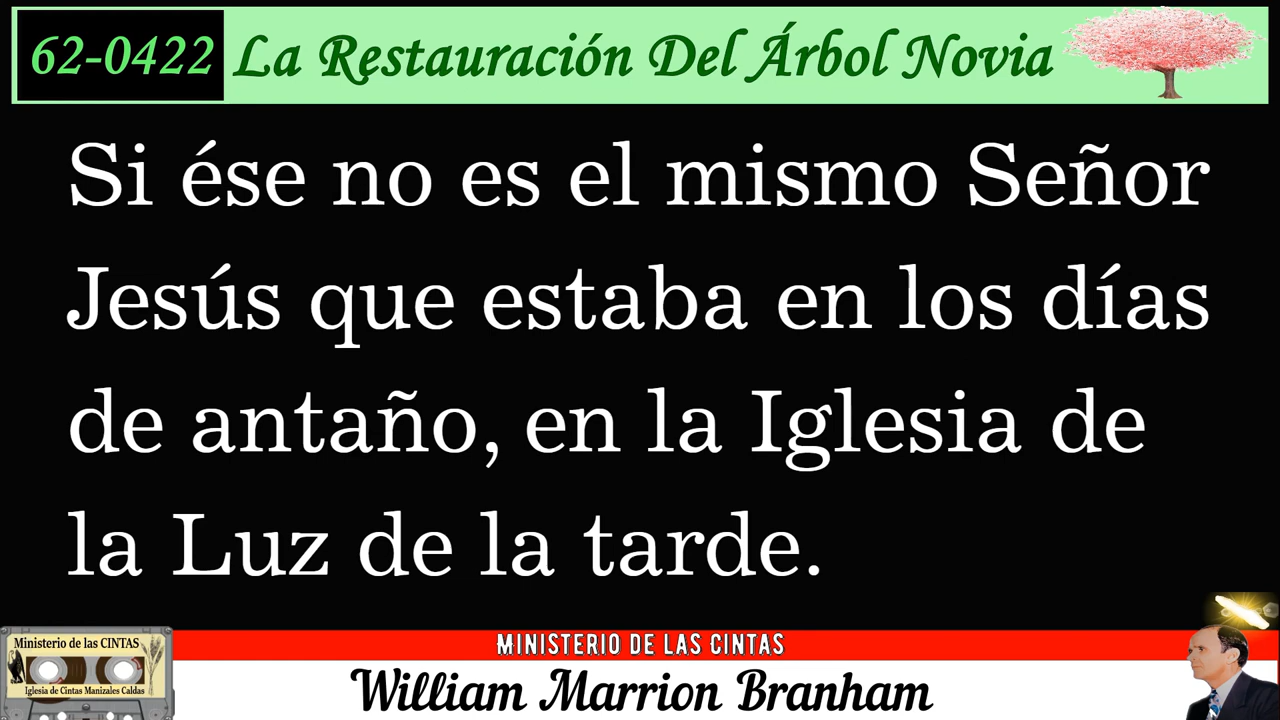 62-0422 La Restauración Del Árbol Novia
Si ése no es el mismo Señor
Jesús que estaba en los días
de antaño, en la Iglesia de
la Luz de la tarde.
MINISTERIO DE LAS CINTAS
Ministerio de las CINTAS
Iglesia de Cintas Manizales Caldas
William Marrion Branham